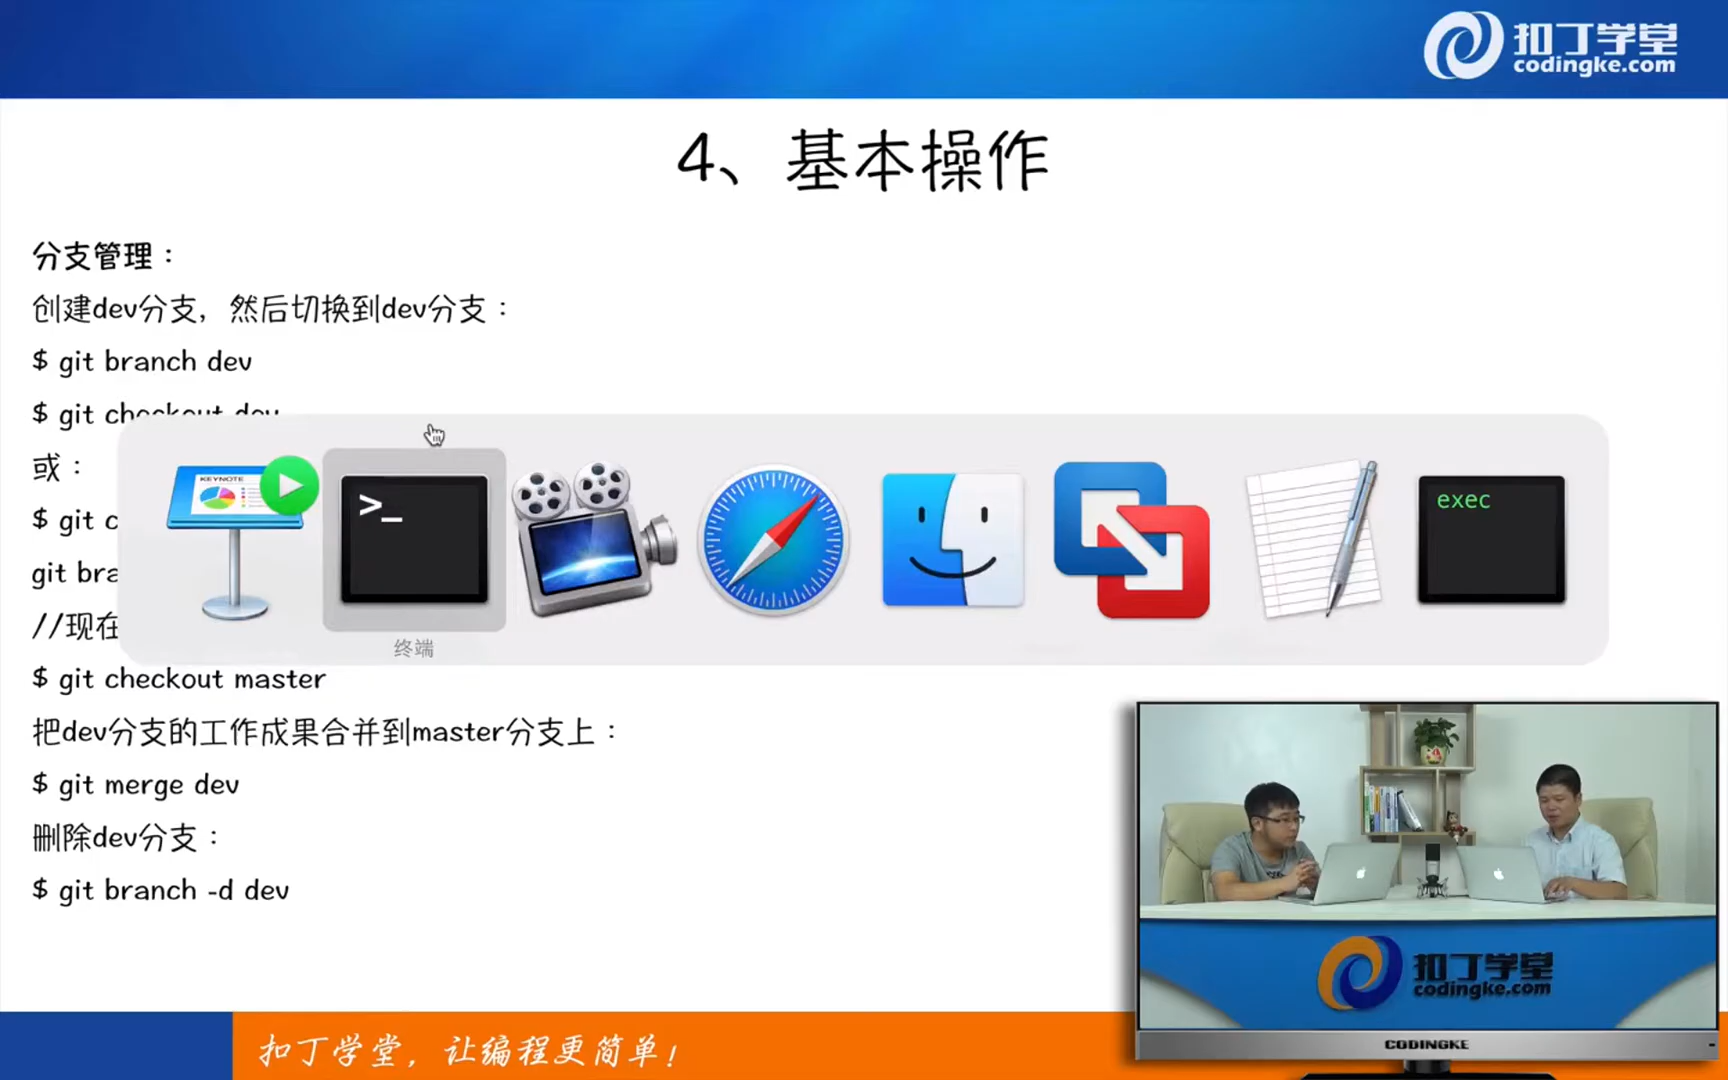 扣丁学堂
codingke.com
4、基本操作
分支管理：
创建dev分支，然后切换到dev分支：
$ git branch dev
$ git checkout dev
或：
$ git c
git bra
//现在
$ git checkout master
把dev分支的工作成果合并到master分支上：
$ git merge dev
删除dev分支：
$ git branch -d dev
KEYNOTE
>_
exec
终端
扣丁学堂
codingke.com
CODINGKE
扣丁学堂，让编程更简单！